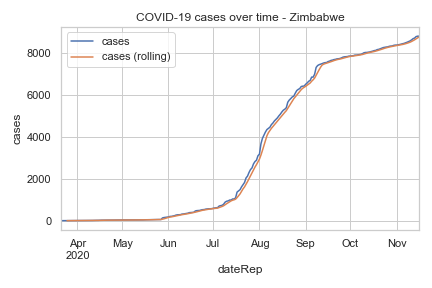 COVID-19 cases over time - Zimbabwe
cases
cases (rolling)
8000
6000
4000
2000
0
cases
Apr
2020
May
Jun
Jul
Aug
Sep
Oct
Nov
dateRep